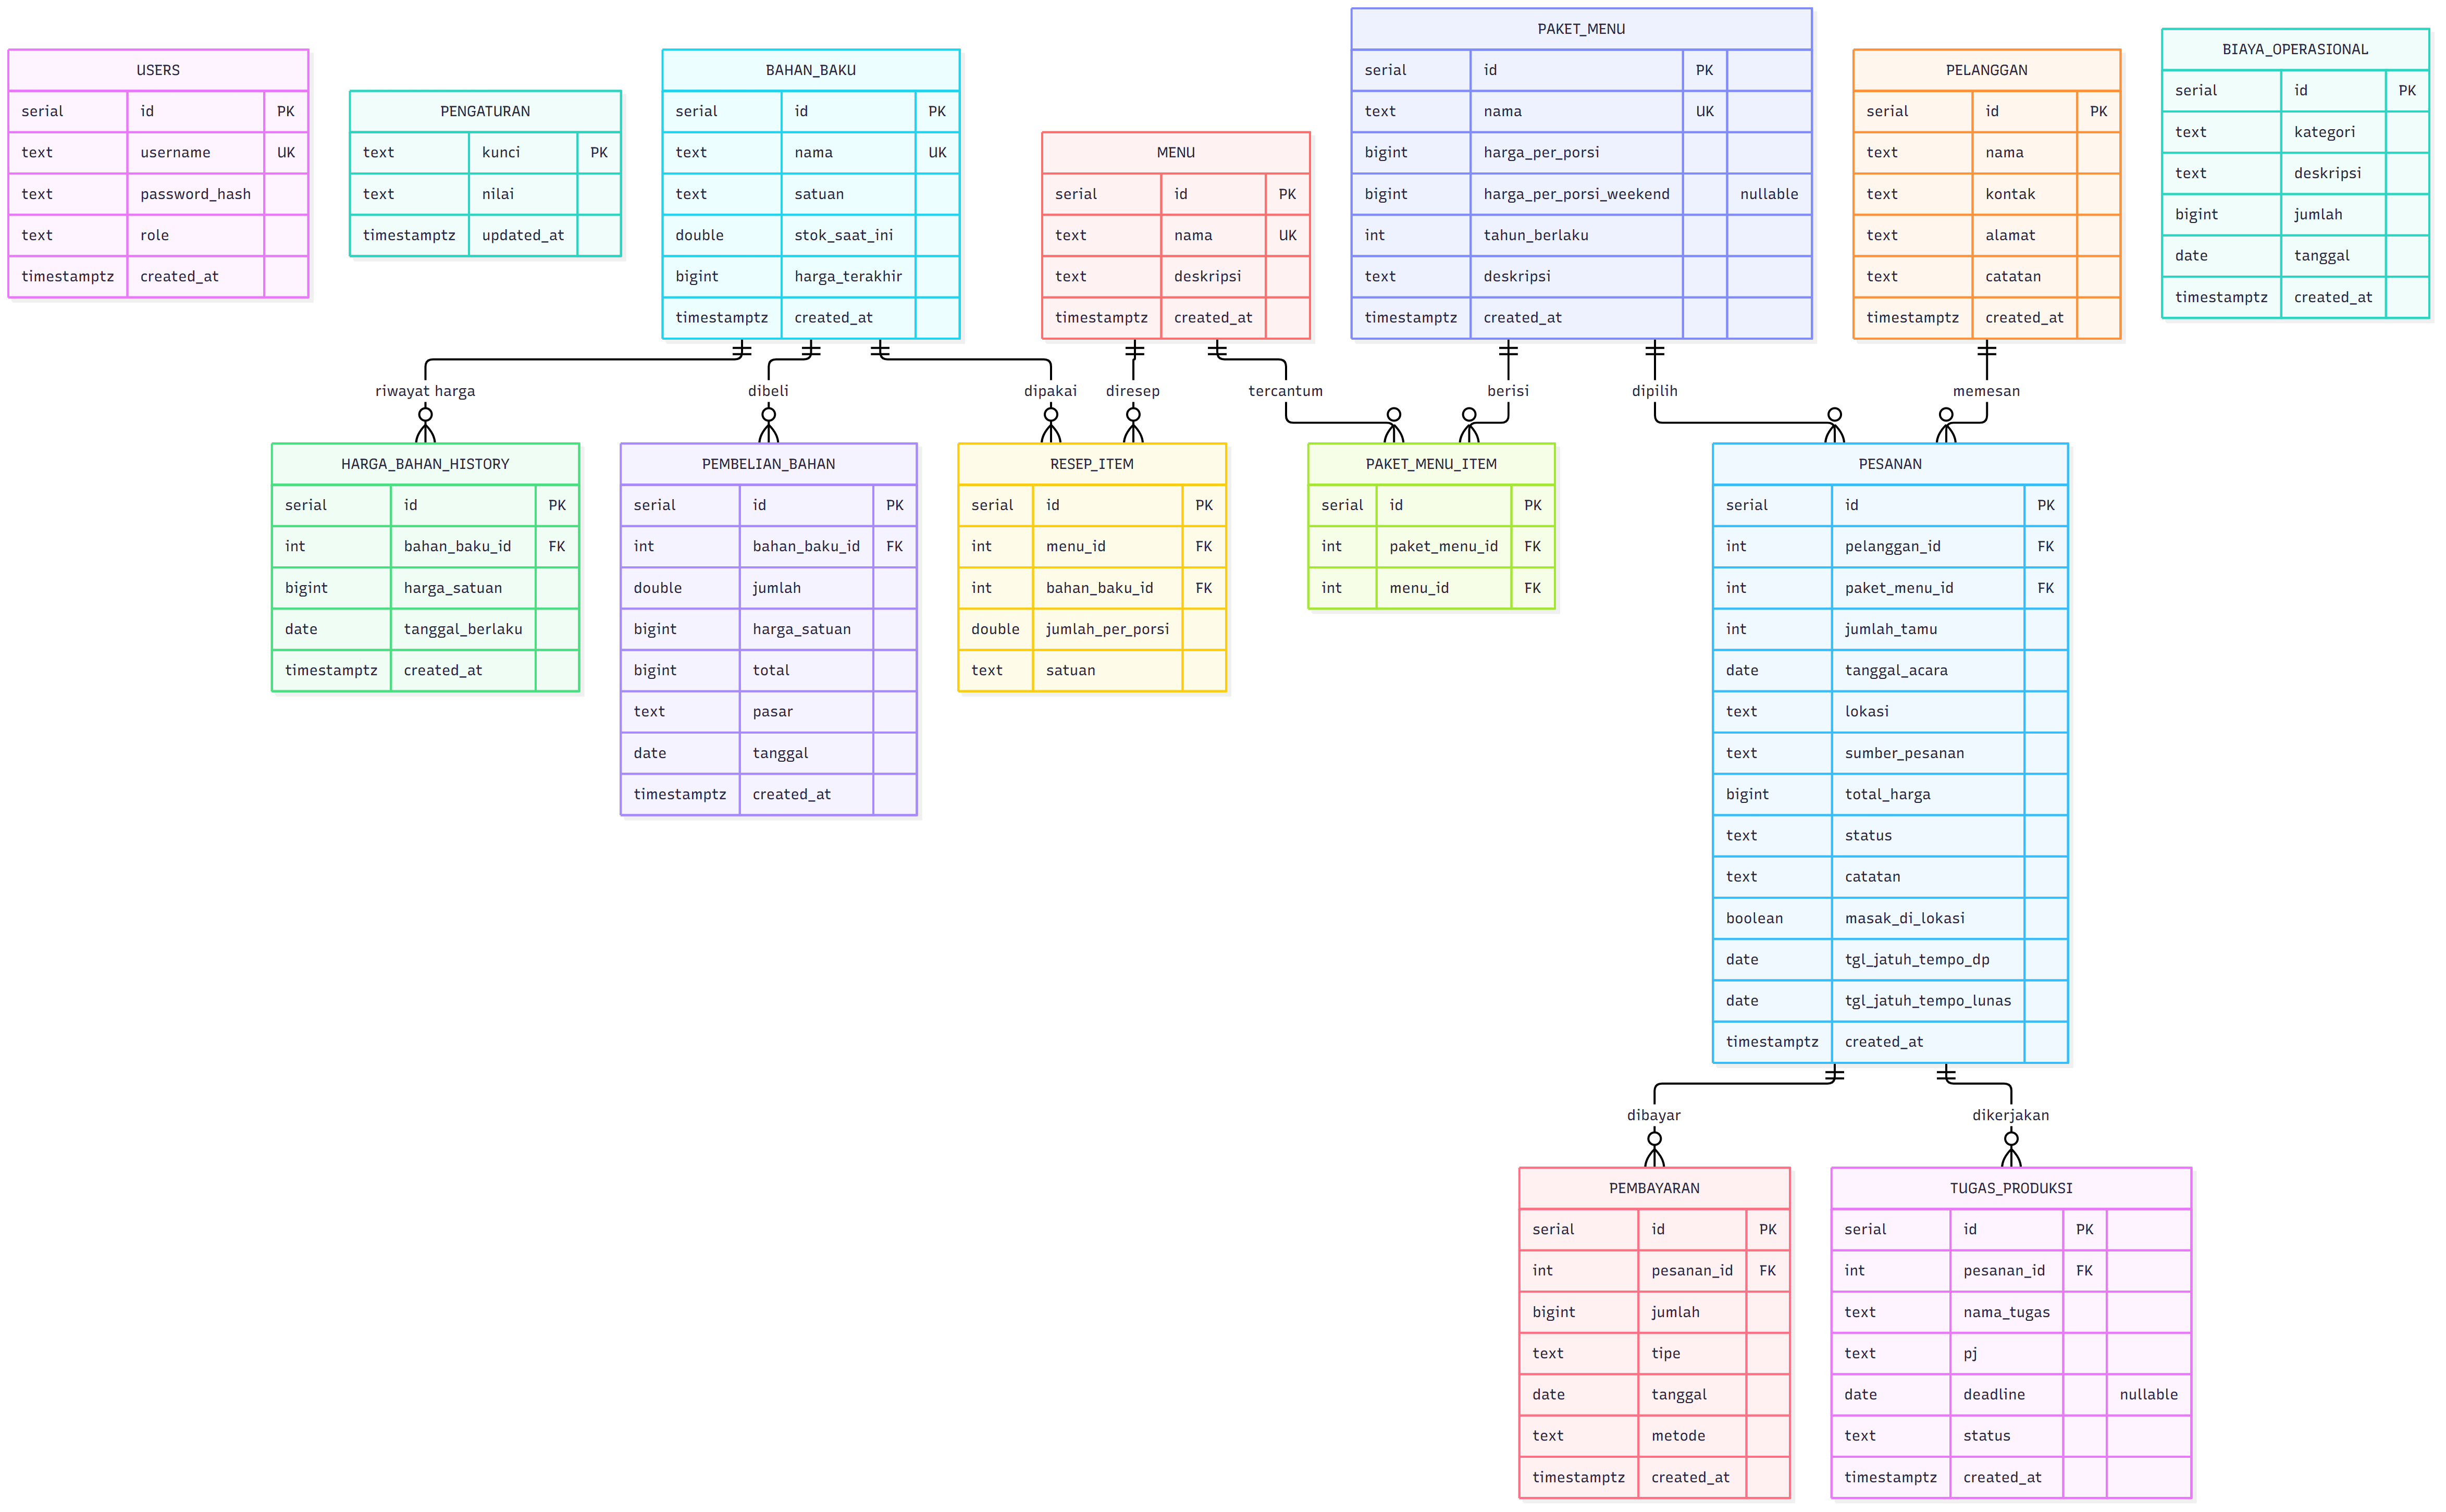 USERS
serial id PK
text username UK
text password_hash
text role
timestamptz created_at
PENGATURAN
text kunci PK
text nilai
timestamptz updated_at
BAHAN_BAKU
serial id PK
text nama UK
text satuan
double stok_saat_ini
bigint harga_terakhir
timestamptz created_at
MENU
serial id PK
text nama UK
text deskripsi
timestamptz created_at
PAKET_MENU
serial id PK
text nama UK
bigint harga_per_porsi
bigint harga_per_porsi_weekend nullable
int tahun_berlaku
text deskripsi
timestamptz created_at
PELANGGAN
serial id PK
text nama
text kontak
text alamat
text catatan
timestamptz created_at
BIAYA_OPERASIONAL
serial id PK
text kategori
text deskripsi
bigint jumlah
date tanggal
timestamptz created_at
riwayat harga
dibeli
dipakai
diresep
tercantum
berisi
dipilih
memesan
HARGA_BAHAN_HISTORY
serial id PK
int bahan_baku_id FK
bigint harga_satuan
date tanggal_berlaku
timestamptz created_at
PEMBELIAN_BAHAN
serial id PK
int bahan_baku_id FK
double jumlah
bigint harga_satuan
bigint total
text pasar
date tanggal
timestamptz created_at
RESEP_ITEM
serial id PK
int menu_id FK
int bahan_baku_id FK
double jumlah_per_porsi
text satuan
PAKET_MENU_ITEM
serial id PK
int paket_menu_id FK
int menu_id FK
PESANAN
serial id PK
int pelanggan_id FK
int paket_menu_id FK
int jumlah_tamu
date tanggal_acara
text lokasi
text sumber_pesanan
bigint total_harga
text status
text catatan
boolean masak_di_lokasi
date tgl_jatuh_tempo_dp
date tgl_jatuh_tempo_lunas
timestamptz created_at
dibayar
dikerjakan
PEMBAYARAN
serial id PK
int pesanan_id FK
bigint jumlah
text tipe
date tanggal
text metode
timestamptz created_at
TUGAS_PRODUKSI
serial id PK
int pesanan_id FK
text nama_tugas
text pj
date deadline nullable
text status
timestamptz created_at